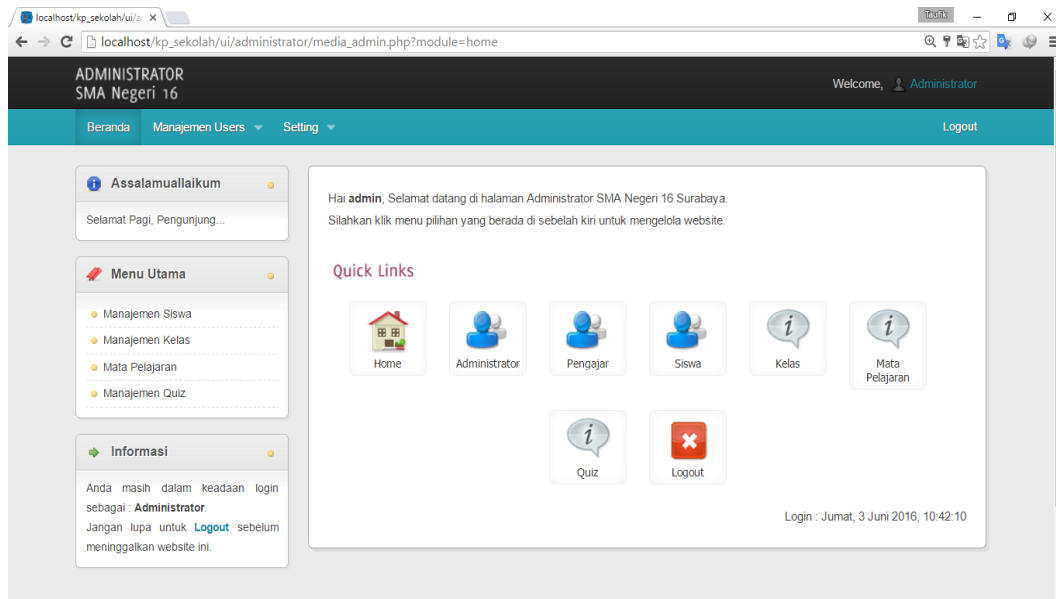 localhost/kp_sekolah/ui/a
Taufik
localhost/kp_sekolah/ui/administrator/media_admin.php?module=home
ADMINISTRATOR
SMA Negeri 16
Welcome, Administrator
Beranda Manajemen Users Setting Logout
Assalamuallaikum
Selamat Pagi, Pengunjung...
Menu Utama
Manajemen Siswa
Manajemen Kelas
Mata Pelajaran
Manajemen Quiz
Informasi
Anda masih dalam keadaan login
sebagai : Administrator.
Jangan lupa untuk Logout sebelum
meninggalkan website ini.
Hai admin, Selamat datang di halaman Administrator SMA Negeri 16 Surabaya.
Silahkan klik menu pilihan yang berada di sebelah kiri untuk mengelola website.
Quick Links
Home Administrator Pengajar Siswa Kelas Mata
Pelajaran
Quiz Logout
Login : Jumat, 3 Juni 2016, 10:42:10